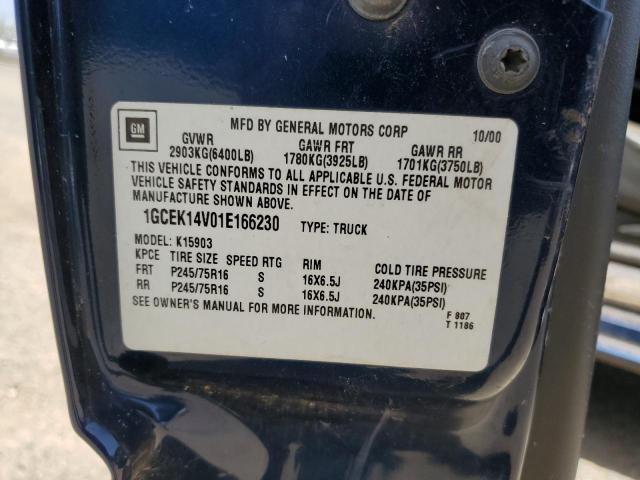 GM
MFD BY GENERAL MOTORS CORP 10/00
GVWR GAWR FRT GAWR RR
2903KG(6400LB) 1780KG(3925LB) 1701KG(3750LB)
THIS VEHICLE CONFORMS TO ALL APPLICABLE U.S. FEDERAL MOTOR
VEHICLE SAFETY STANDARDS IN EFFECT ON THE DATE OF
MANUFACTURE SHOWN ABOVE.
1GCEK14V01E166230 TYPE: TRUCK
MODEL: K15903
KPCE TIRE SIZE SPEED RTG RIM COLD TIRE PRESSURE
FRT P245/75R16 S 16X6.5J 240KPA(35PSI)
RR P245/75R16 S 16X6.5J 240KPA(35PSI)
SEE OWNER'S MANUAL FOR MORE INFORMATION.
F 807
T 1186